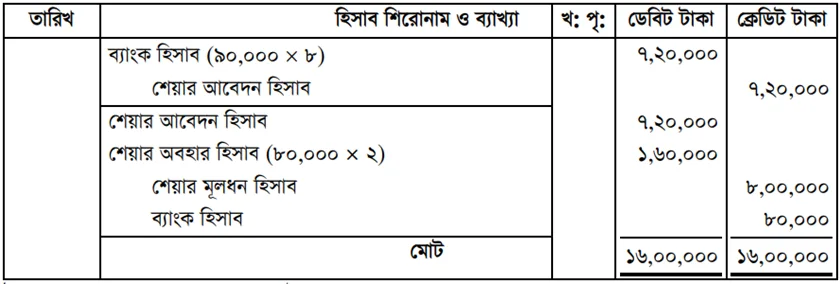 তারিখ হিসাব শিরোনাম ও ব্যাখ্যা খ: পৃ: ডেবিট টাকা ক্রেডিট টাকা
ব্যাংক হিসাব (৯০,০০০ × ৮) ৭,২০,০০০
শেয়ার আবেদন হিসাব ৭,২০,০০০
শেয়ার আবেদন হিসাব ৭,২০,০০০
শেয়ার অবহার হিসাব (৮০,০০০ × ২) ১,৬০,০০০
শেয়ার মূলধন হিসাব ৮,০০,০০০
ব্যাংক হিসাব ৮০,০০০
মোট ১৬,০০,০০০ ১৬,০০,০০০